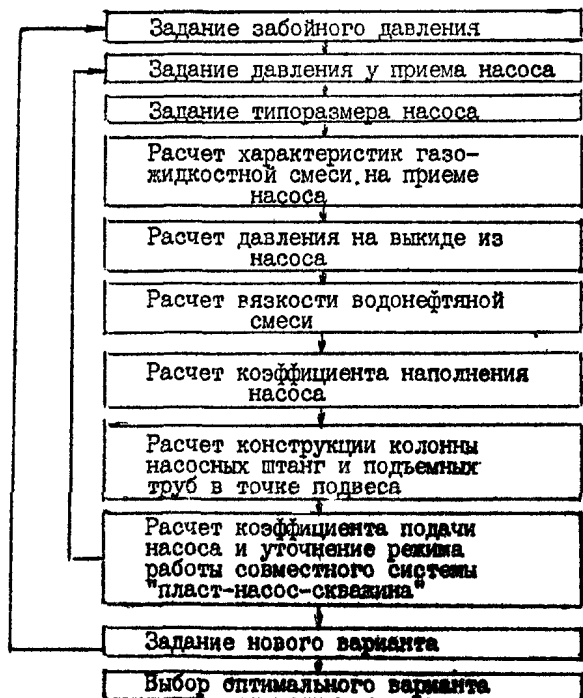 Задание забойного давления
Задание давления у приема насоса
Задание типоразмера насоса
Расчет характеристик газо-
жидкостной смеси на приеме
насоса
Расчет давления на выкиде из
насоса
Расчет вязкости водонефтяной
смеси
Расчет коэффициента наполнения
насоса
Расчет конструкции колонны
насосных штанг и подъемных
труб в точке подвеса
Расчет коэффициента подачи
насоса и уточнение режима
работы совместного системы
"пласт-насос-скважина"
Задание нового варианта
Выбор оптимального варианта